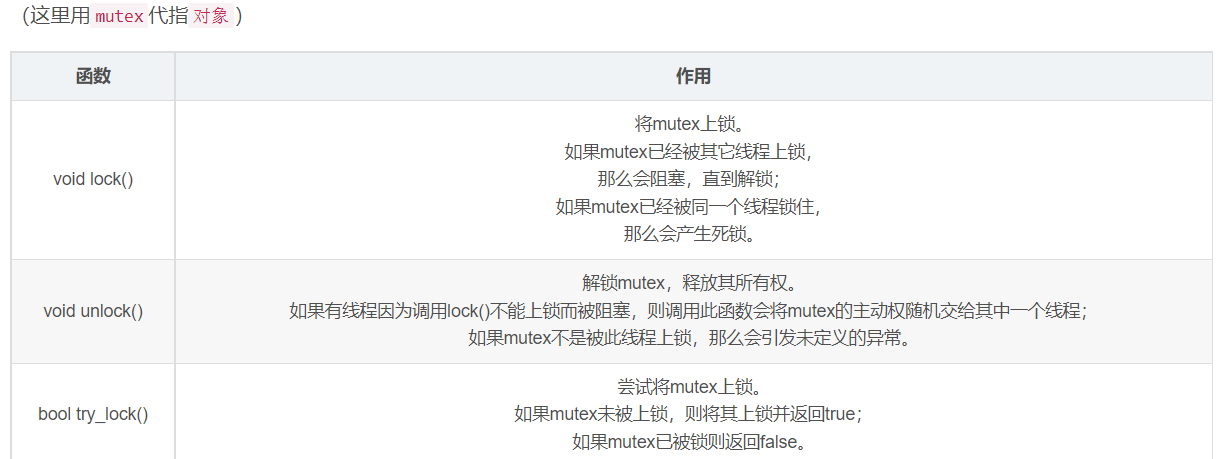 (这里用mutex代指对象)
函数
作用
void lock()
将mutex上锁。
如果mutex已经被其它线程上锁，
那么会阻塞，直到解锁；
如果mutex已经被同一个线程锁住，
那么会产生死锁。
void unlock()
解锁mutex，释放其所有权。
如果有线程因为调用lock()不能上锁而被阻塞，则调用此函数会将mutex的主动权随机交给其中一个线程；
如果mutex不是被此线程上锁，那么会引发未定义的异常。
bool try_lock()
尝试将mutex上锁。
如果mutex未被上锁，则将其上锁并返回true；
如果mutex已被锁则返回false。